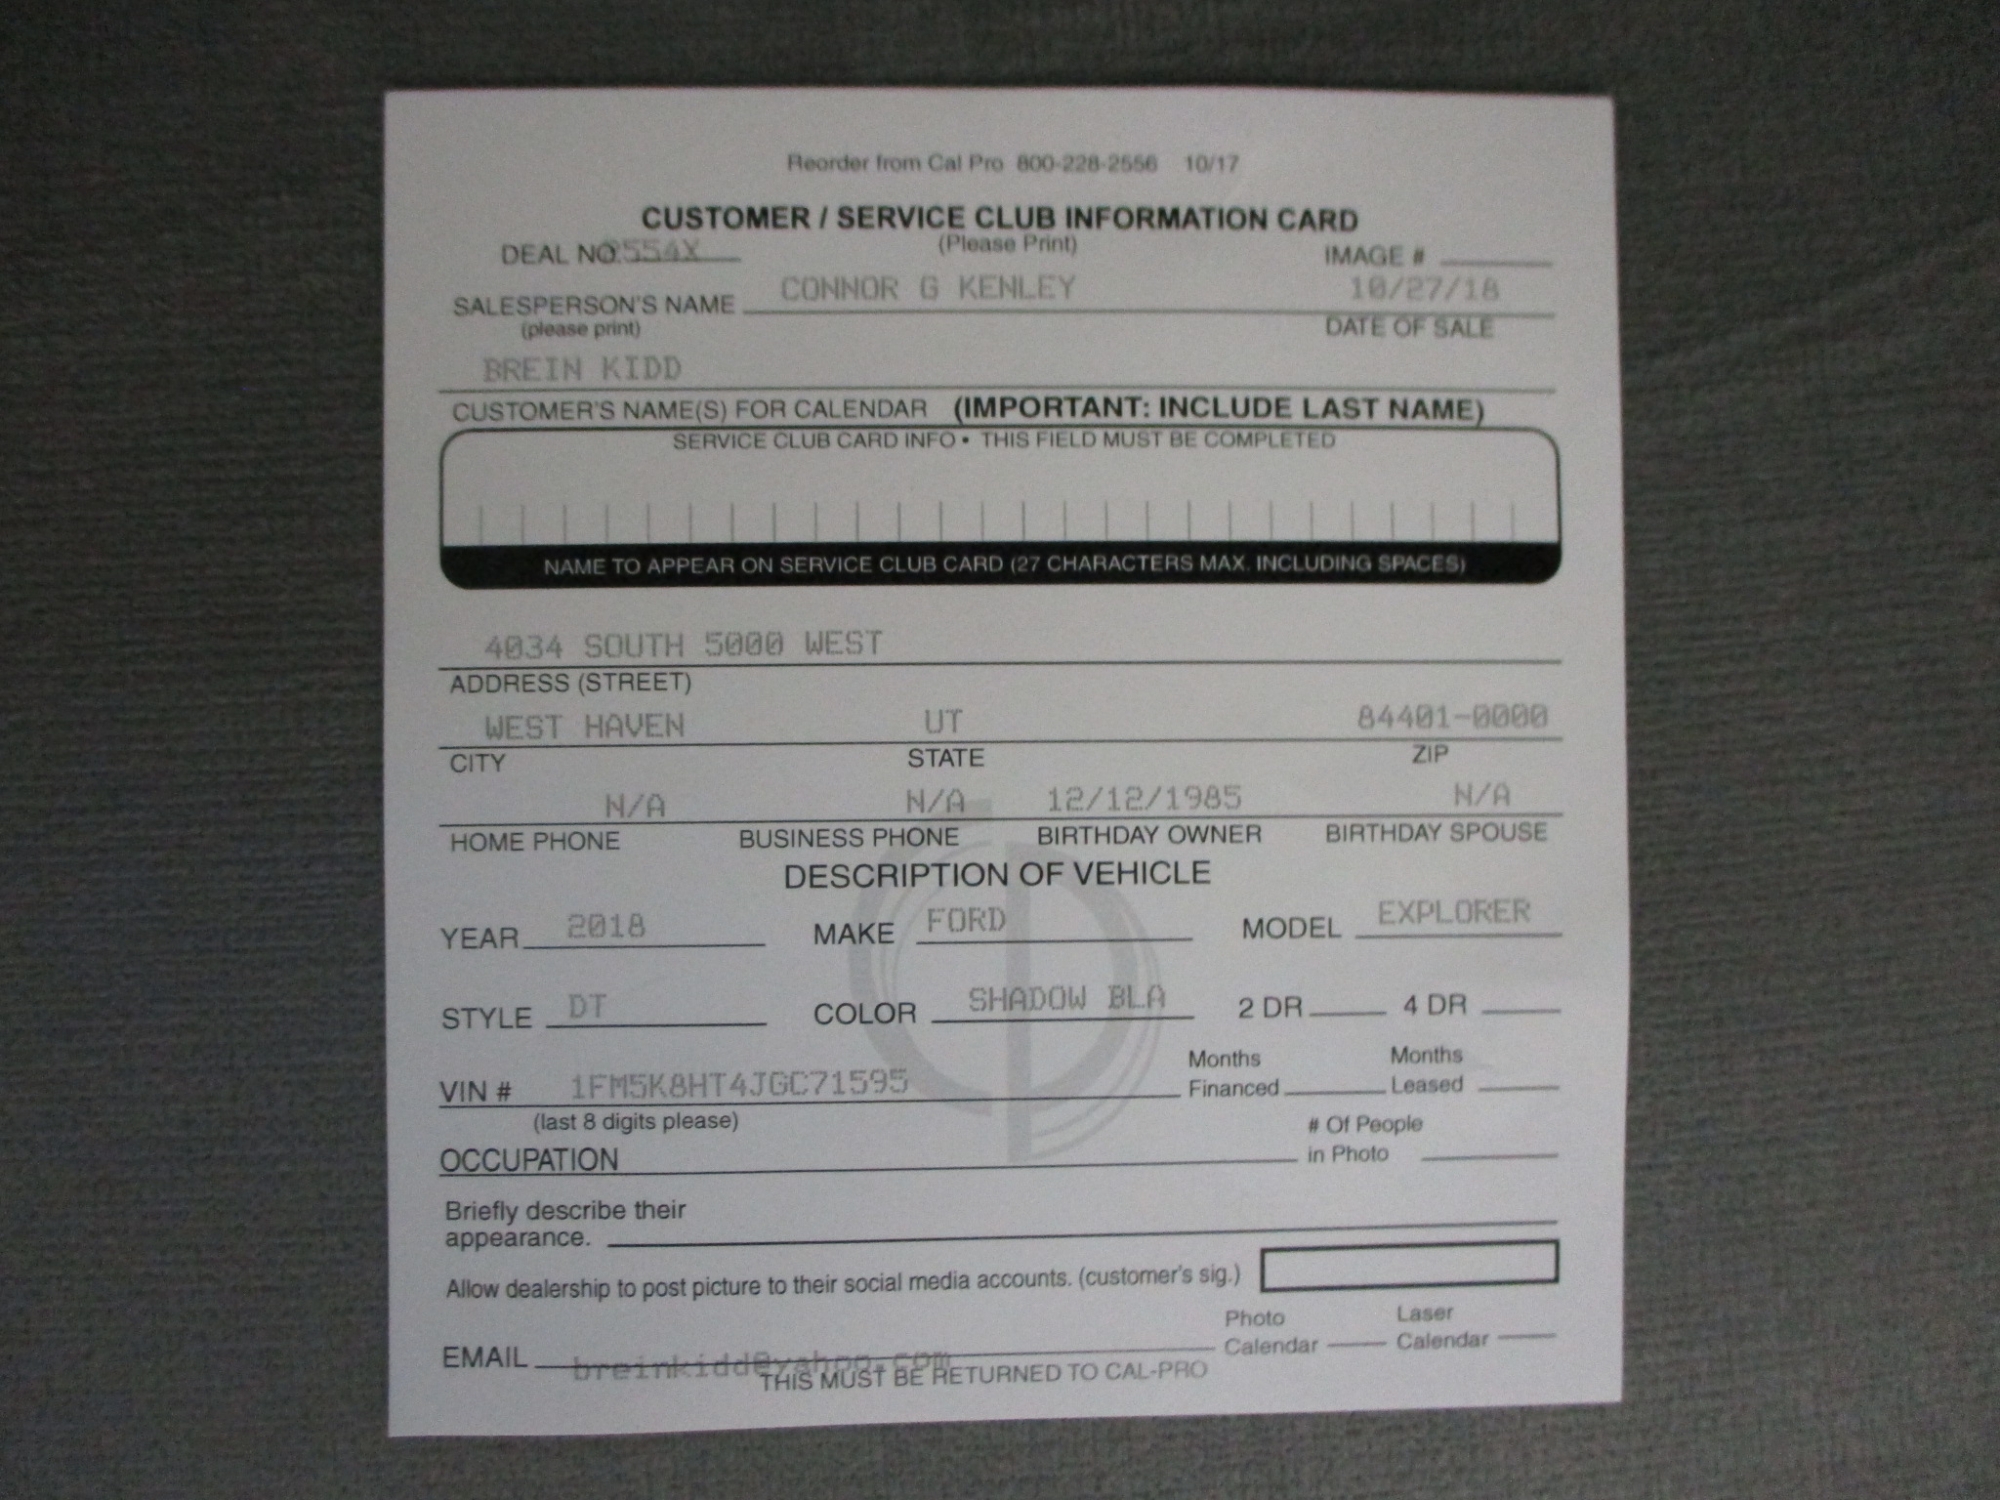 Reorder from Cal Pro 800-228-2556 10/17
CUSTOMER / SERVICE CLUB INFORMATION CARD
(Please Print)
DEAL NO. 554X IMAGE # 
SALESPERSON'S NAME CONNOR G KENLEY 10/27/18
(please print) DATE OF SALE
BREIN KIDD
CUSTOMER'S NAME(S) FOR CALENDAR (IMPORTANT: INCLUDE LAST NAME)
SERVICE CLUB CARD INFO • THIS FIELD MUST BE COMPLETED
NAME TO APPEAR ON SERVICE CLUB CARD (27 CHARACTERS MAX. INCLUDING SPACES)
4034 SOUTH 5000 WEST
ADDRESS (STREET)
WEST HAVEN UT 84401-0000
CITY STATE ZIP
N/A N/A 12/12/1985 N/A
HOME PHONE BUSINESS PHONE BIRTHDAY OWNER BIRTHDAY SPOUSE
DESCRIPTION OF VEHICLE
YEAR 2018 MAKE FORD MODEL EXPLORER
STYLE DT COLOR SHADOW BLA 2 DR 4 DR
VIN # 1FM5K8HT4JGC71595 Months Financed Months Leased
(last 8 digits please)
OCCUPATION # Of People in Photo
Briefly describe their
appearance.
Allow dealership to post picture to their social media accounts. (customer's sig.)
Photo Calendar Laser Calendar
EMAIL breinkidd@yahoo.com
THIS MUST BE RETURNED TO CAL-PRO